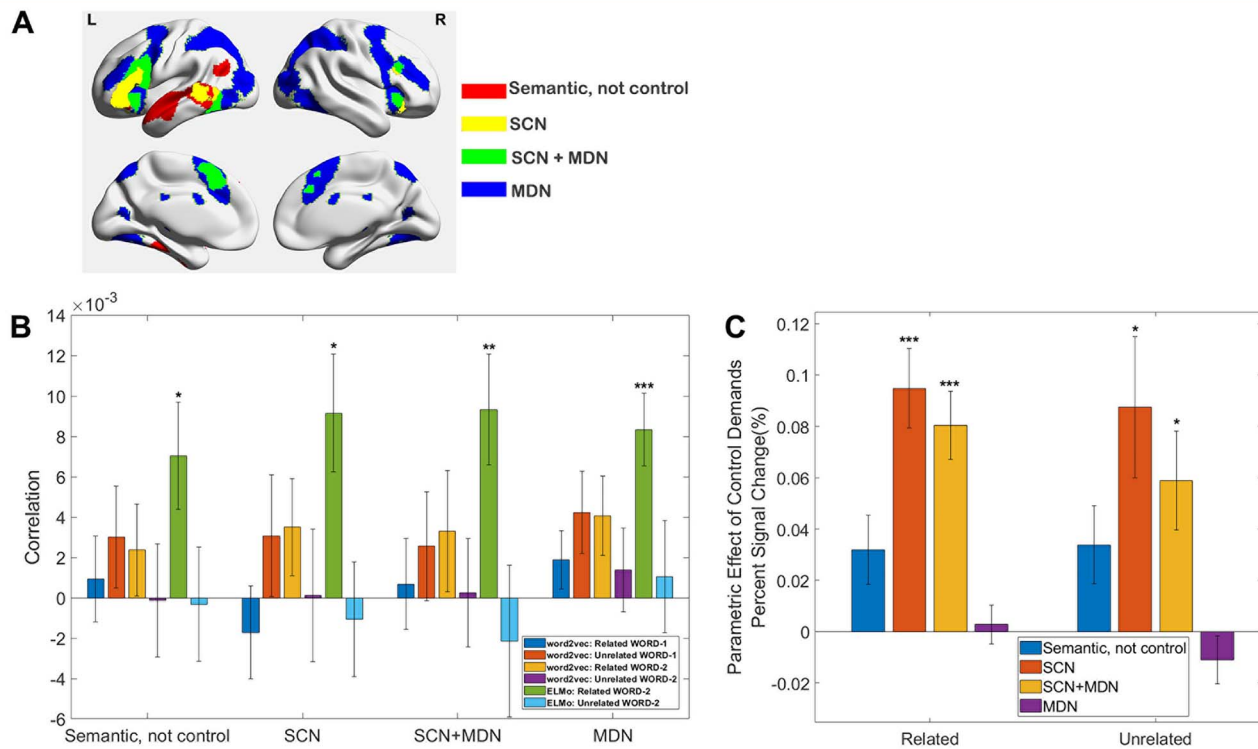 A
L
R
Semantic, not control
SCN
SCN + MDN
MDN
B
×10⁻³
14
12
10
8
6
4
2
0
-2
-4
-6
Correlation
*
*
**
***
word2vec: Related WORD-1
word2vec: Unrelated WORD-1
word2vec: Related WORD-2
word2vec: Unrelated WORD-2
ELMo: Related WORD-2
ELMo: Unrelated WORD-2
Semantic, not control
SCN
SCN+MDN
MDN
C
Parametric Effect of Control Demands
Percent Signal Change(%)
0.12
0.1
0.08
0.06
0.04
0.02
0
-0.02
***
***
*
*
Semantic, not control
SCN
SCN+MDN
MDN
Related
Unrelated